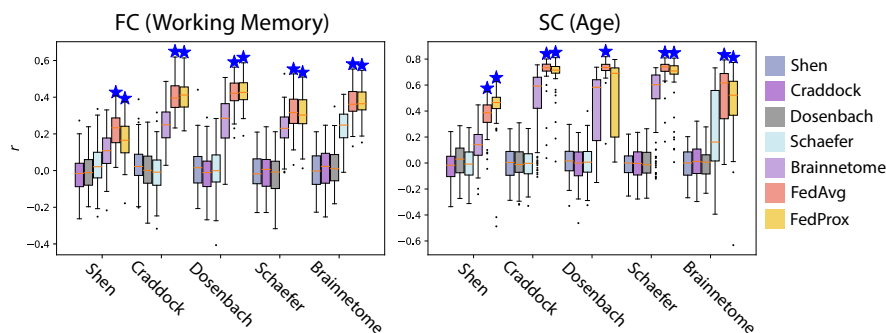 FC (Working Memory)
SC (Age)
r
0.6
0.4
0.2
0.0
−0.2
−0.4
Shen
Craddock
Dosenbach
Schaefer
Brainnetome
0.8
0.6
0.4
0.2
0.0
−0.2
−0.4
−0.6
Shen
Craddock
Dosenbach
Schaefer
Brainnetome
Shen
Craddock
Dosenbach
Schaefer
Brainnetome
FedAvg
FedProx